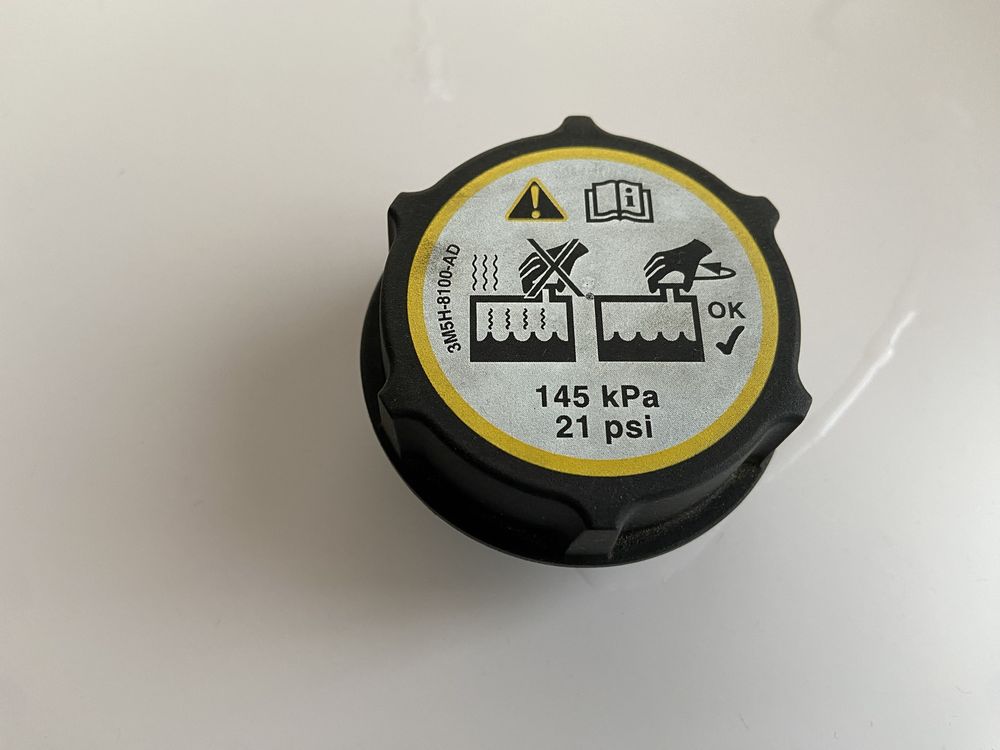 3M5H-8100-AD
OK
145 kPa
21 psi